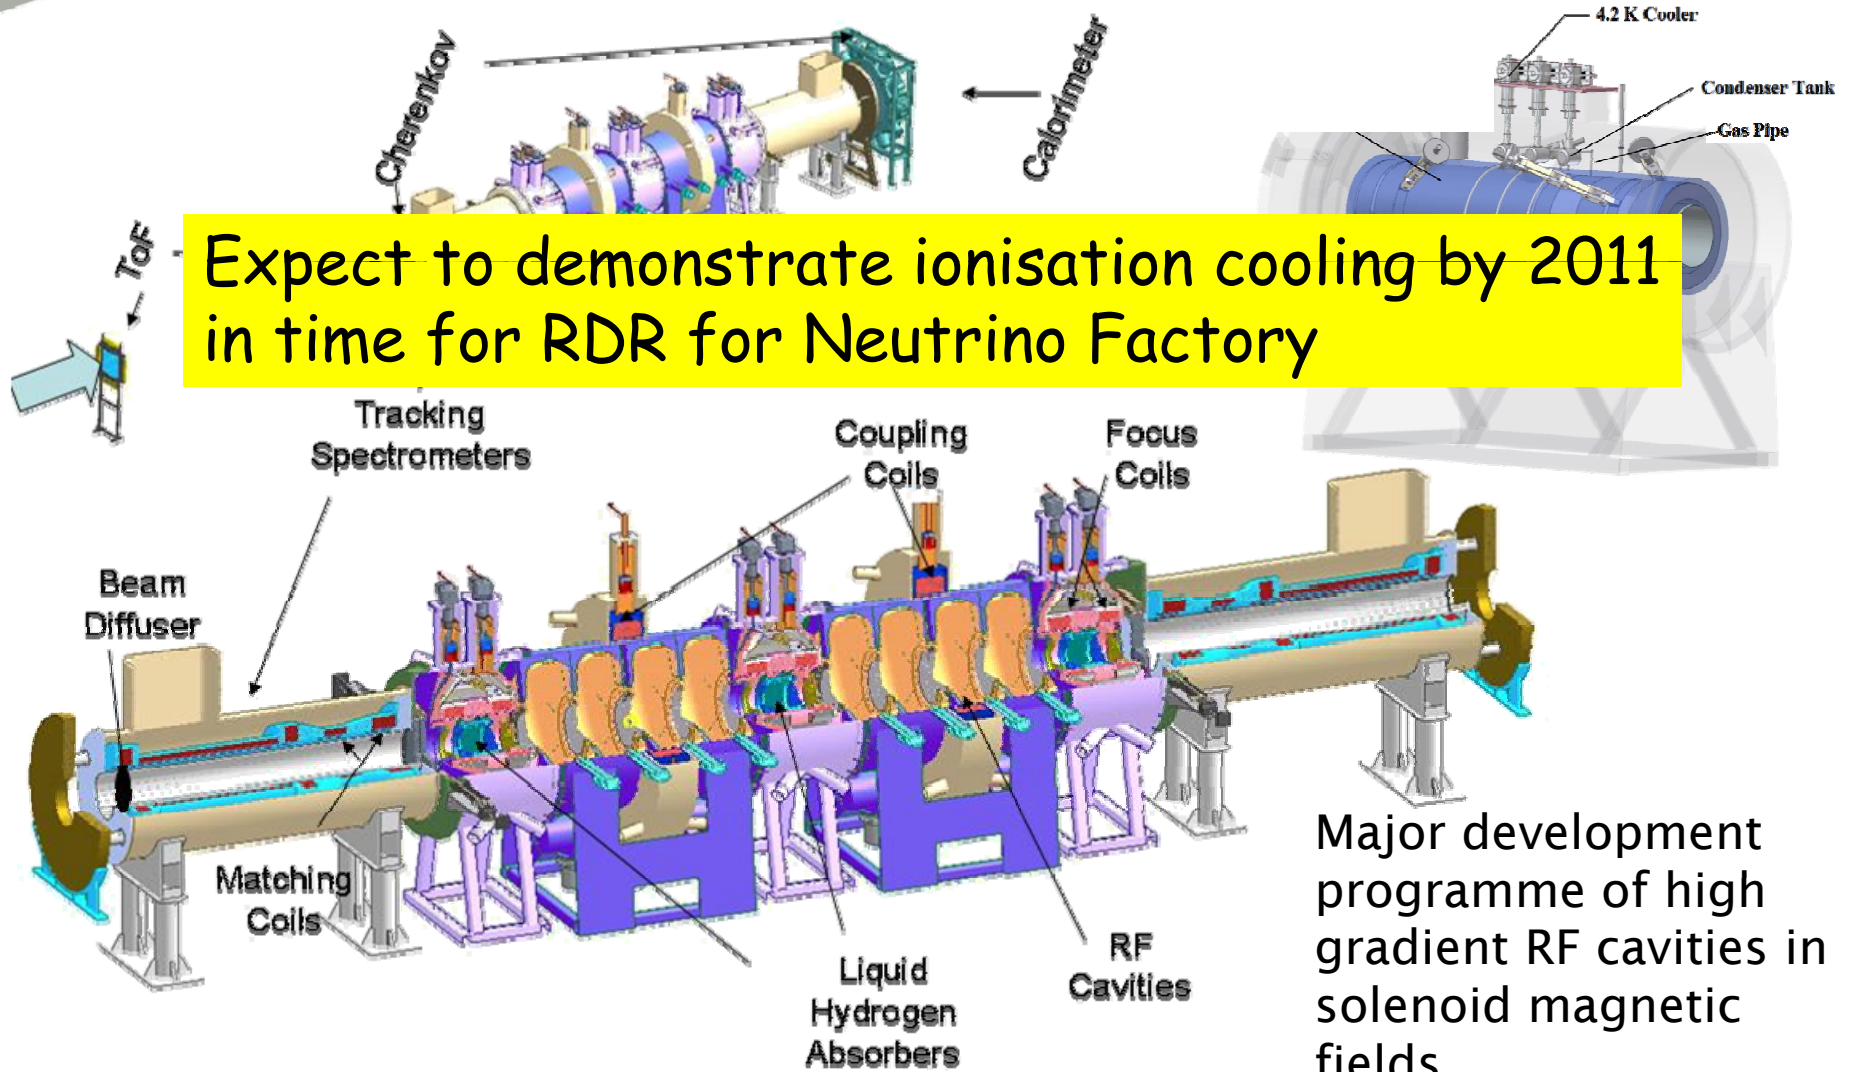 4.2 K Cooler
Condenser Tank
Gas Pipe
Cherenkov
Calorimeter
ToF
Expect to demonstrate ionisation cooling by 2011
in time for RDR for Neutrino Factory
Tracking
Spectrometers
Coupling
Coils
Focus
Coils
Beam
Diffuser
Matching
Coils
Liquid
Hydrogen
Absorbers
RF
Cavities
Major development
programme of high
gradient RF cavities in
solenoid magnetic
fields